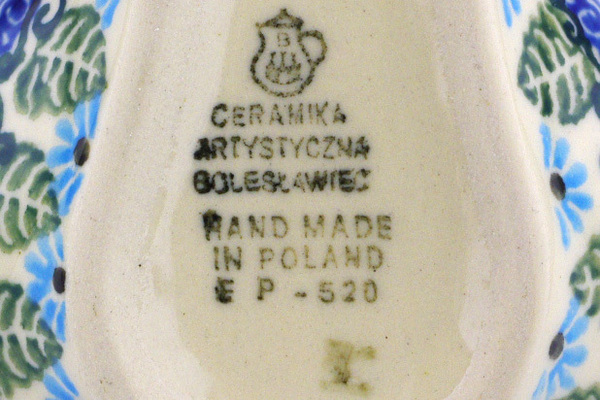 B
CERAMIKA
ARTYSTYCZNA
BOLESŁAWIEC
HAND MADE
IN POLAND
E P - 520